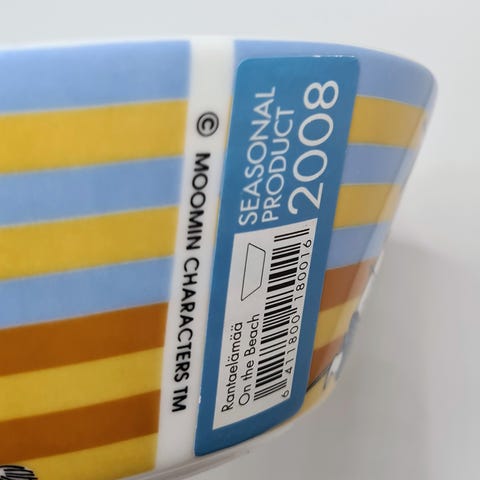 © MOOMIN CHARACTERS TM
SEASONAL
PRODUCT
2008
Rantaelämää
On the Beach
6 411800 180016